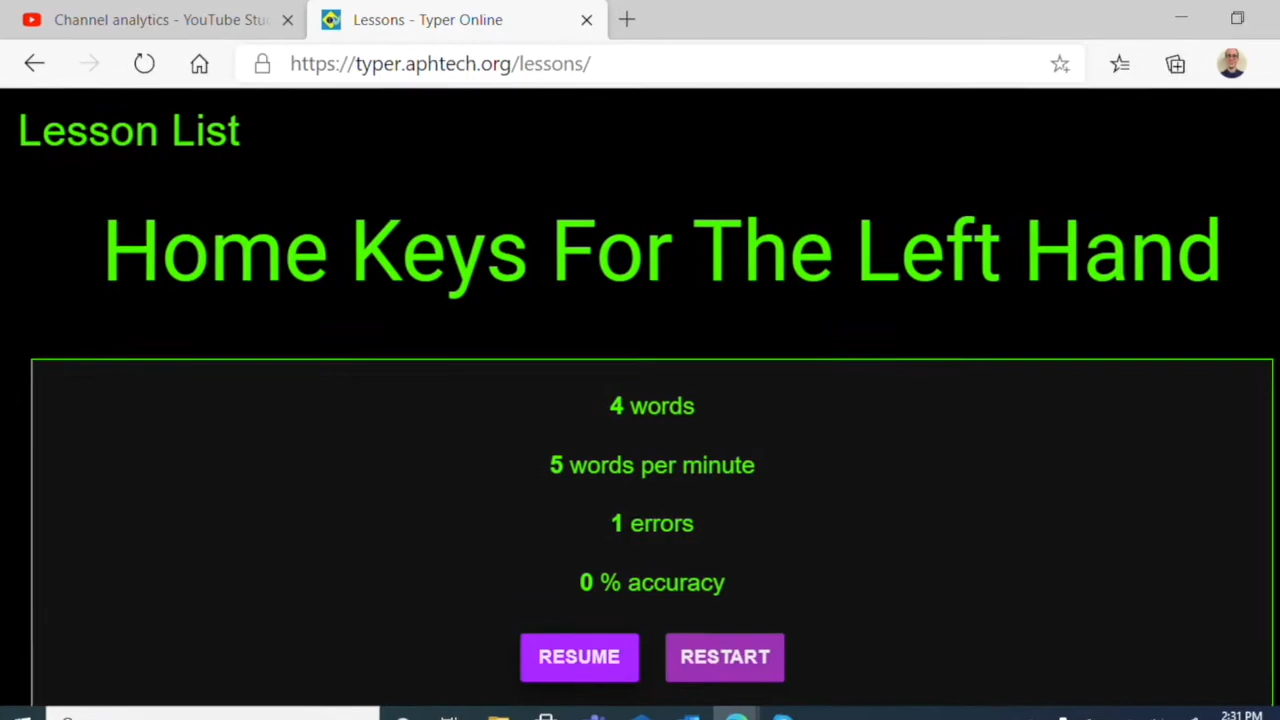 Channel analytics - YouTube Stu
Lessons - Typer Online
https://typer.aphtech.org/lessons/
Lesson List
Home Keys For The Left Hand
4 words
5 words per minute
1 errors
0 % accuracy
RESUME
RESTART
2:31 PM